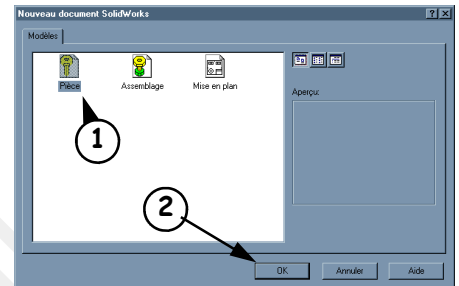 Nouveau document SolidWorks
Modèles
Pièce Assemblage Mise en plan
Aperçu:
1
2
OK Annuler Aide